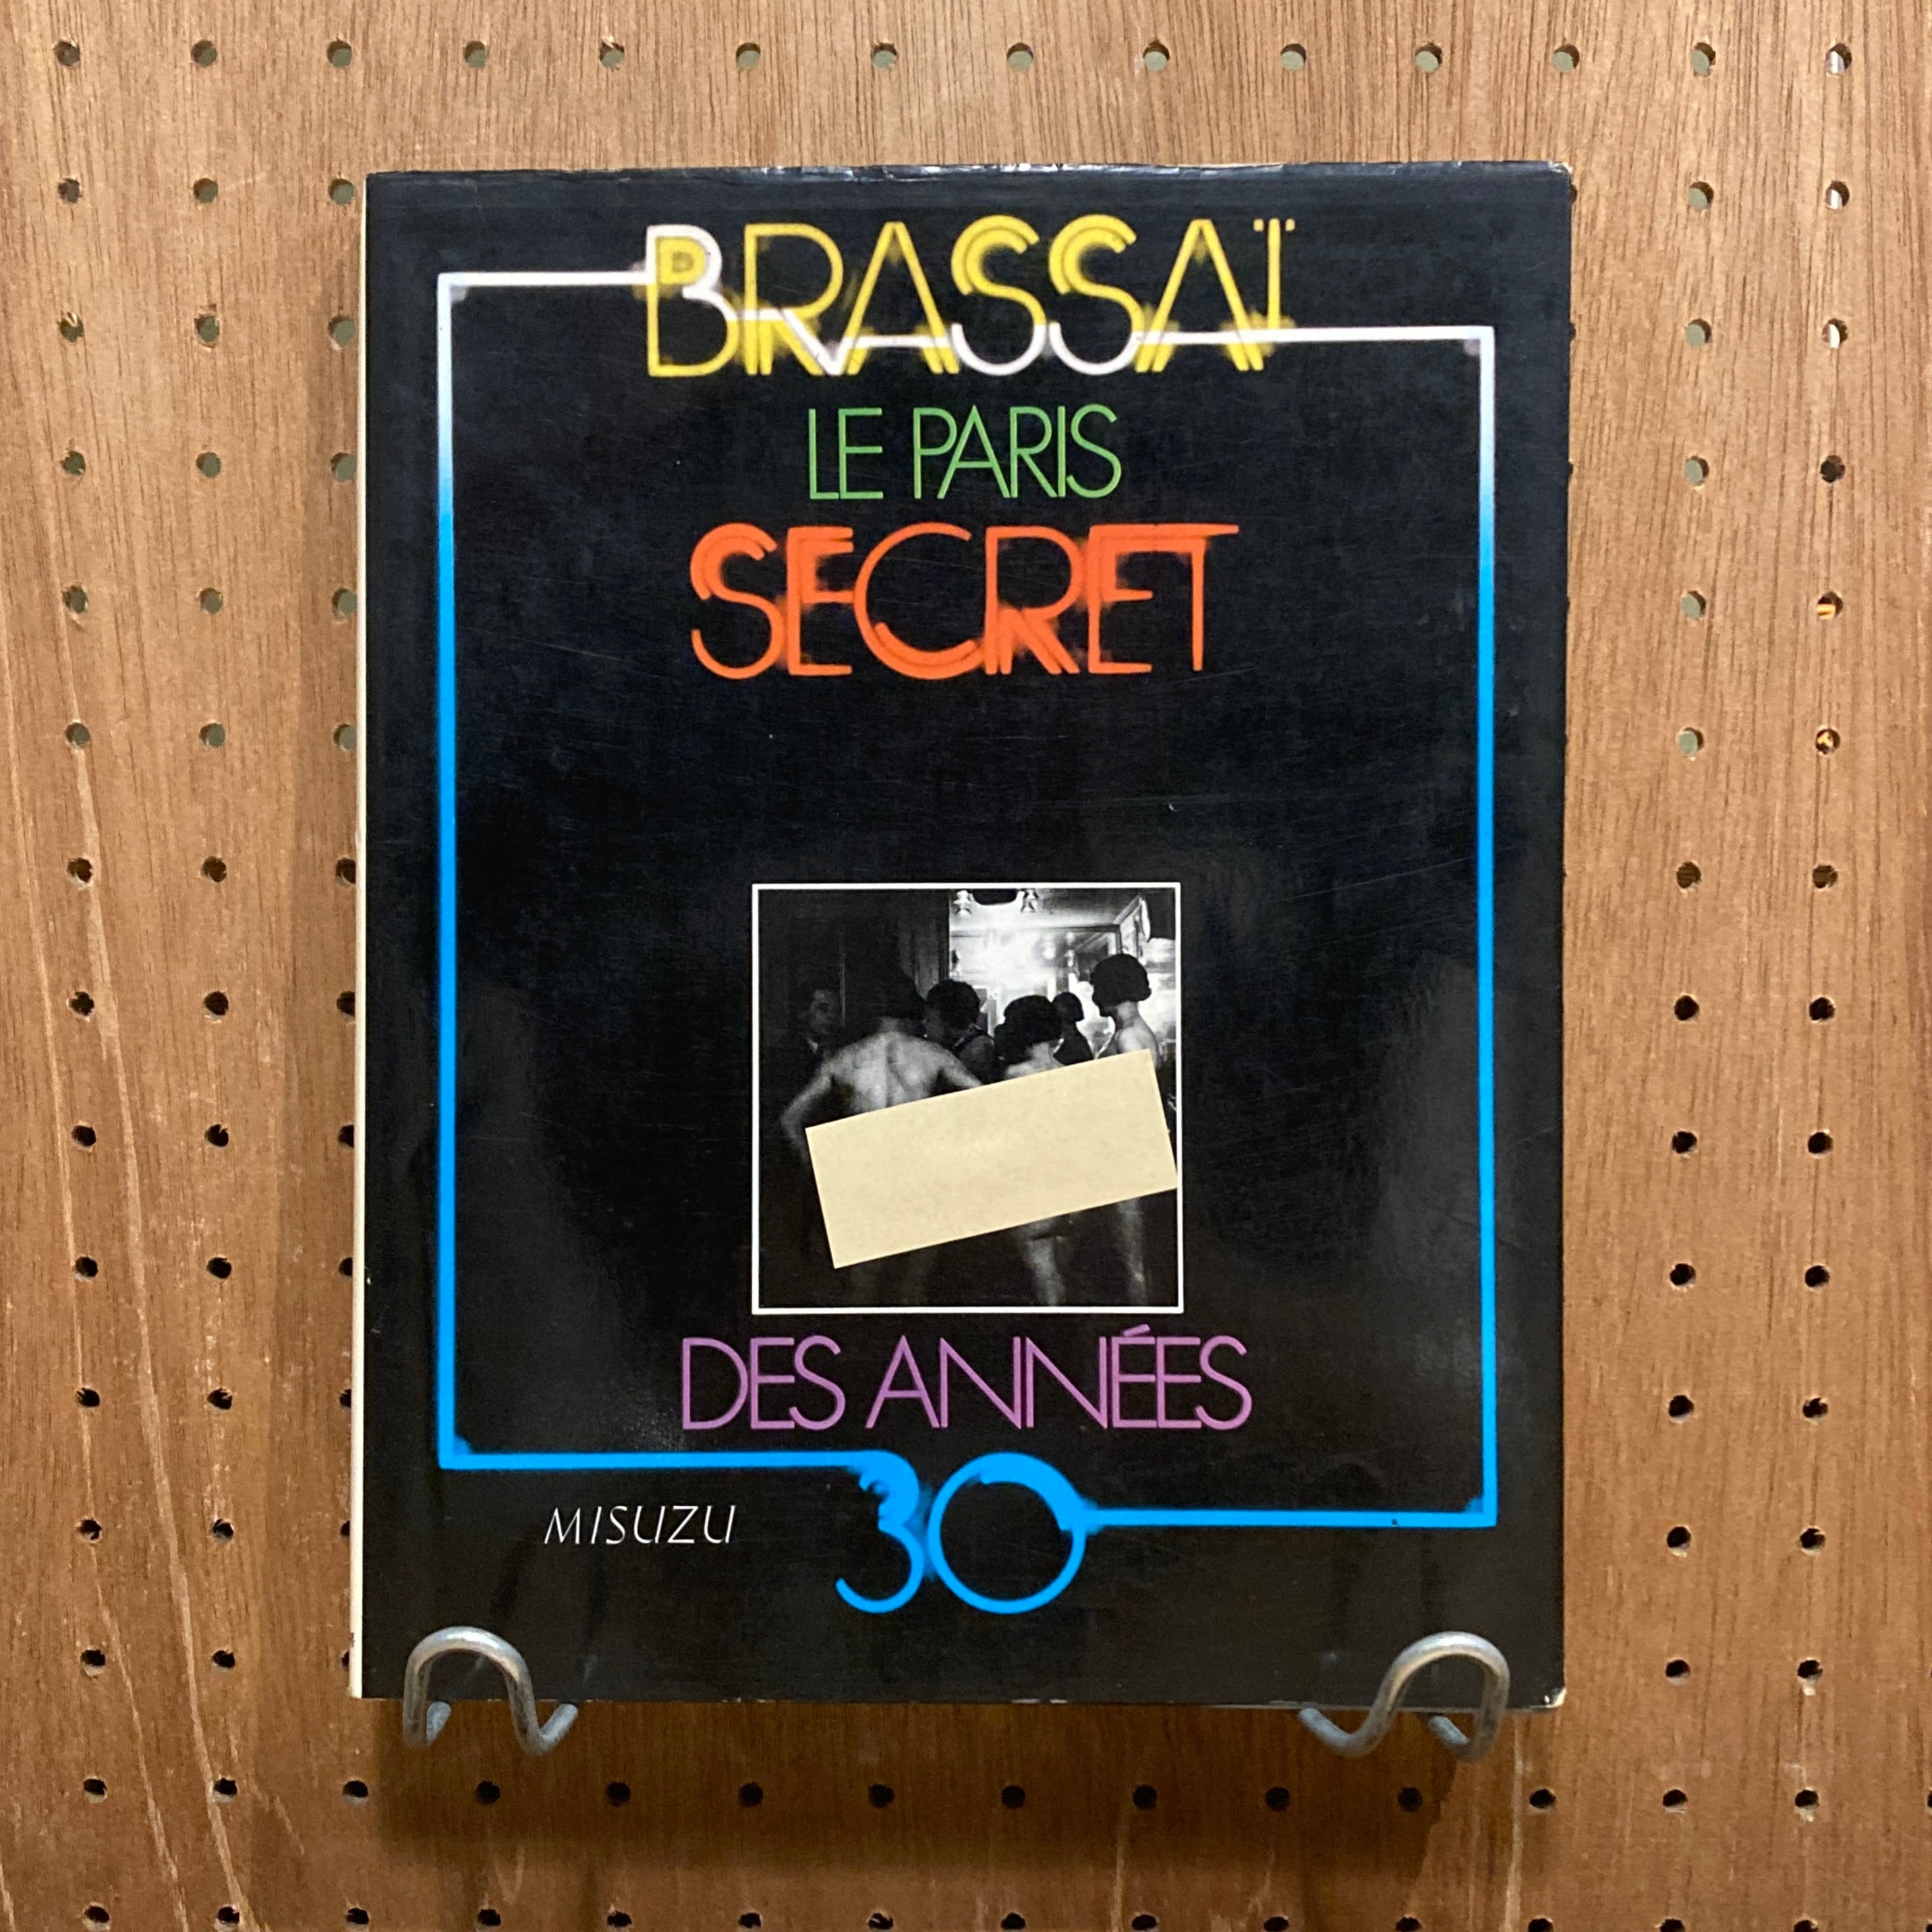 BRASSAÏ
LE PARIS
SECRET
DES ANNÉES
30
MISUZU